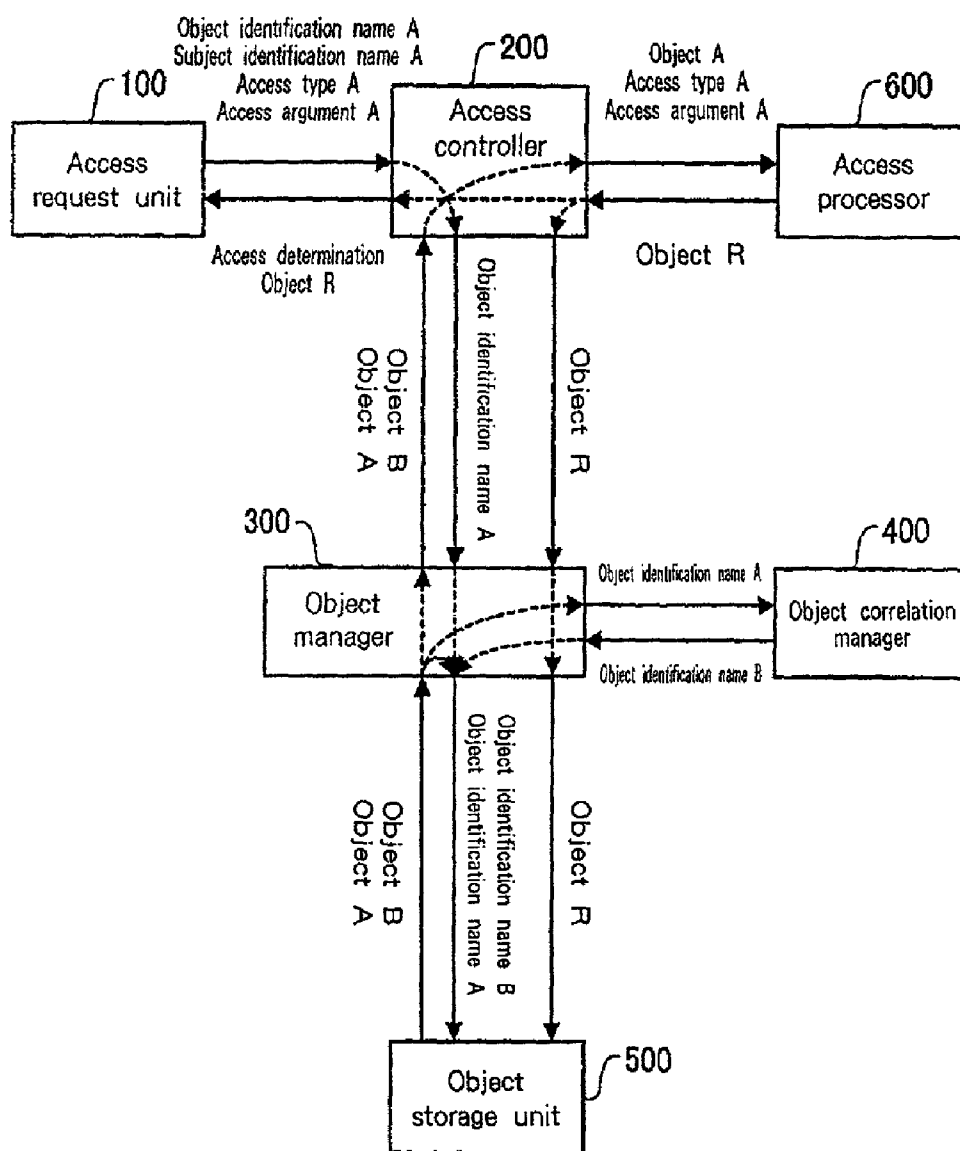 Object identification name A
Subject identification name A
Access type A
Access argument A
100
200
Object A
Access type A
Access argument A
600
Access
request unit
Access
controller
Access
processor
Access determination
Object R
Object R
Object B
Object A
Object identification name A
Object R
300
400
Object
manager
Object identification name A
Object correlation
manager
Object identification name B
Object B
Object A
Object identification name B
Object identification name A
Object R
500
Object
storage unit